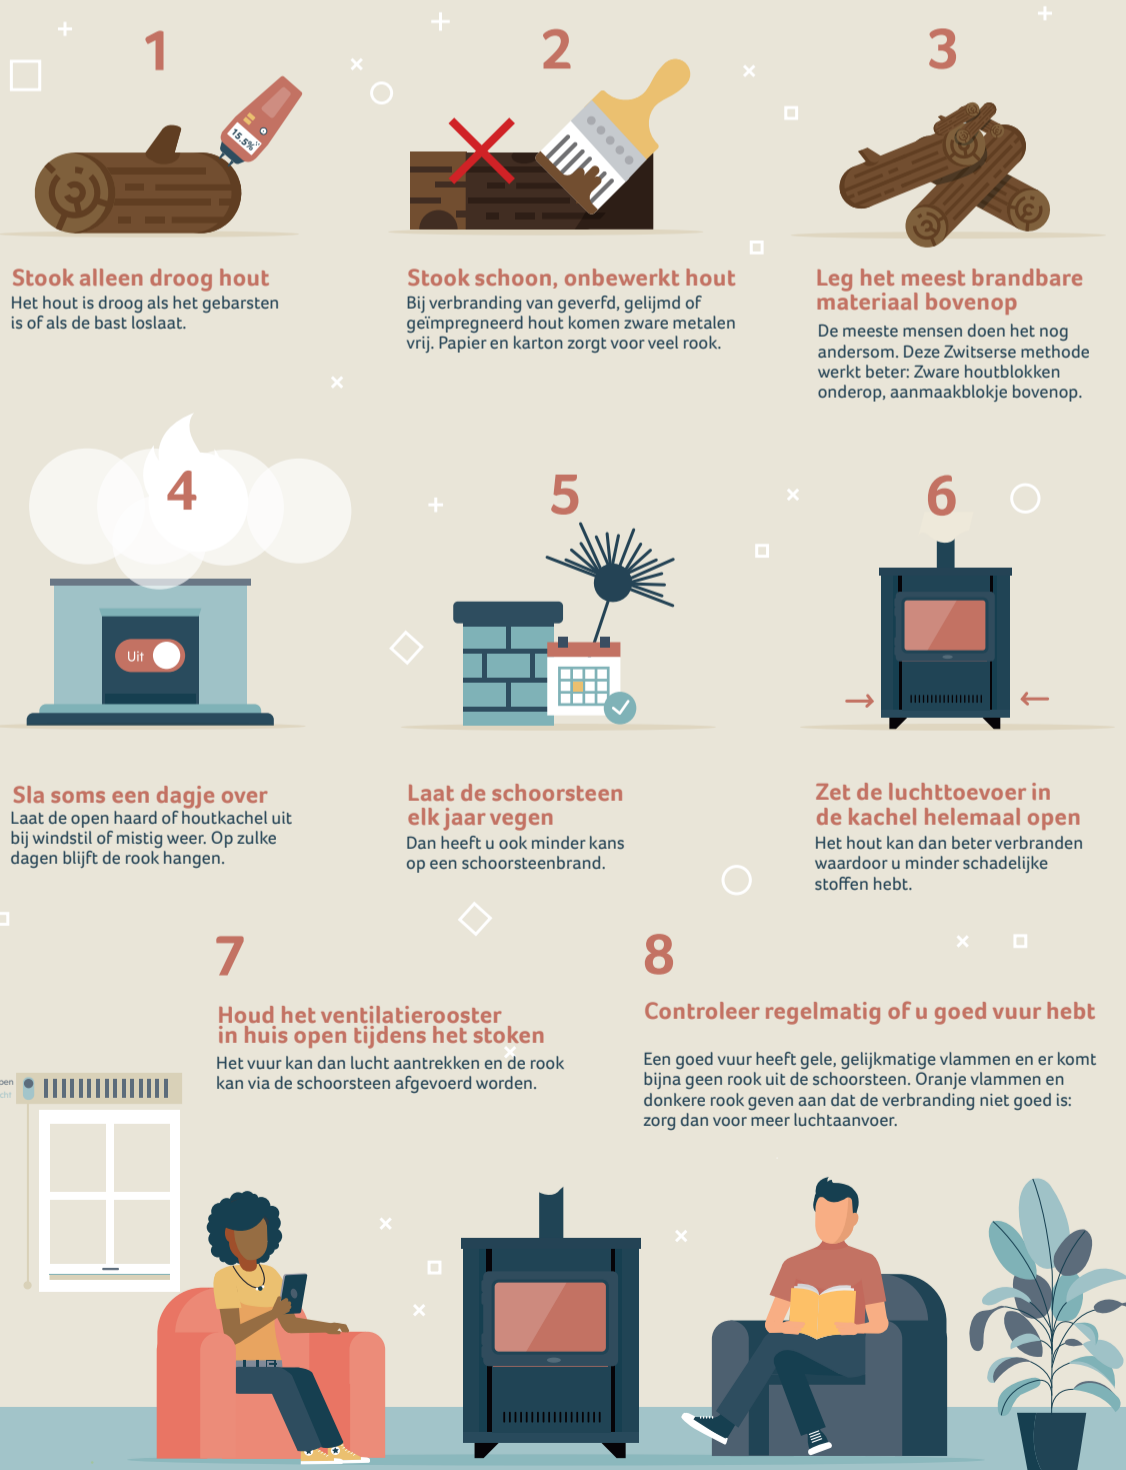 1
2
3
15.5%
Stook alleen droog hout
Het hout is droog als het gebarsten
is of als de bast loslaat.
Stook schoon, onbewerkt hout
Bij verbranding van geverfd, gelijmd of
geïmpregneerd hout komen zware metalen
vrij. Papier en karton zorgt voor veel rook.
Leg het meest brandbare
materiaal bovenop
De meeste mensen doen het nog
andersom. Deze Zwitserse methode
werkt beter: Zware houtblokken
onderop, aanmaakblokje bovenop.
4
5
6
Uit
Sla soms een dagje over
Laat de open haard of houtkachel uit
bij windstil of mistig weer. Op zulke
dagen blijft de rook hangen.
Laat de schoorsteen
elk jaar vegen
Dan heeft u ook minder kans
op een schoorsteenbrand.
Zet de luchttoevoer in
de kachel helemaal open
Het hout kan dan beter verbranden
waardoor u minder schadelijke
stoffen hebt.
7
Houd het ventilatierooster
in huis open tijdens het stoken
Het vuur kan dan lucht aantrekken en de rook
kan via de schoorsteen afgevoerd worden.
8
Controleer regelmatig of u goed vuur hebt
Een goed vuur heeft gele, gelijkmatige vlammen en er komt
bijna geen rook uit de schoorsteen. Oranje vlammen en
donkere rook geven aan dat de verbranding niet goed is:
zorg dan voor meer luchtaanvoer.